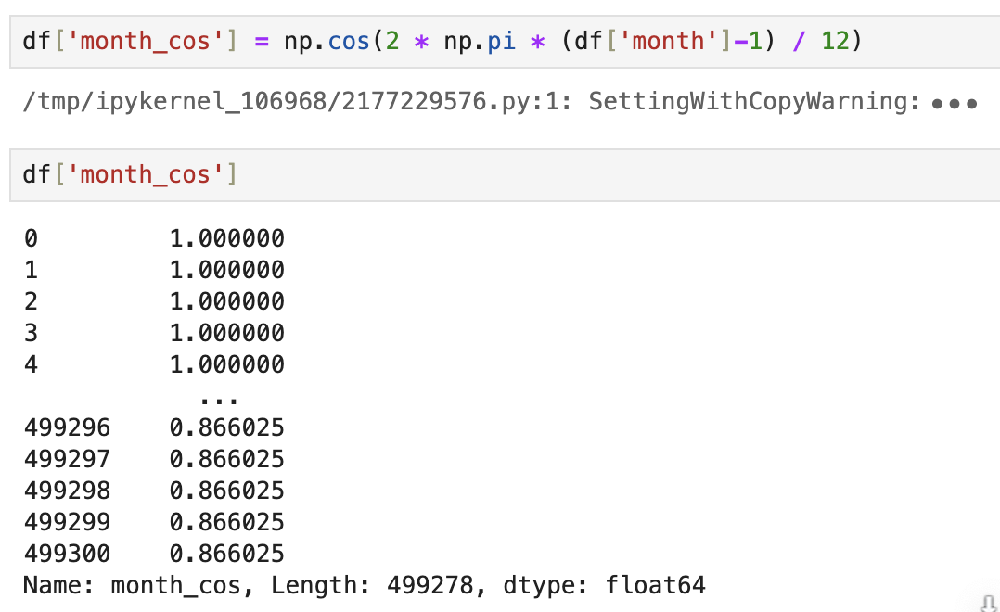 df['month_cos'] = np.cos(2 * np.pi * (df['month']-1) / 12)
/tmp/ipykernel_106968/2177229576.py:1: SettingWithCopyWarning: •••
df['month_cos']
0         1.000000
1         1.000000
2         1.000000
3         1.000000
4         1.000000
            ...
499296    0.866025
499297    0.866025
499298    0.866025
499299    0.866025
499300    0.866025
Name: month_cos, Length: 499278, dtype: float64